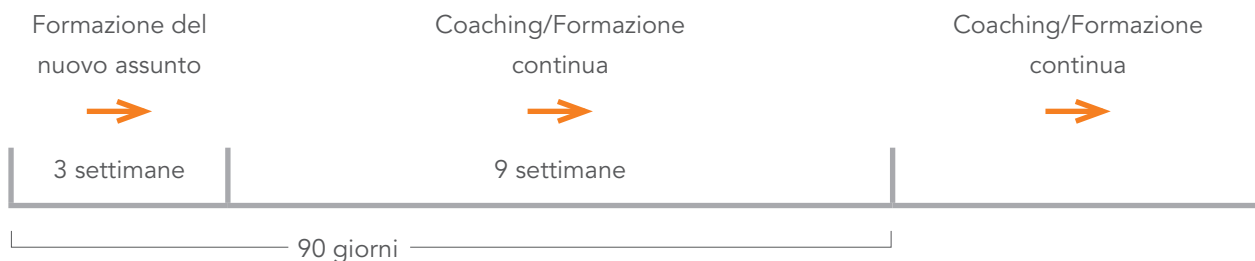 Formazione del
nuovo assunto
Coaching/Formazione
continua
Coaching/Formazione
continua
3 settimane
9 settimane
90 giorni